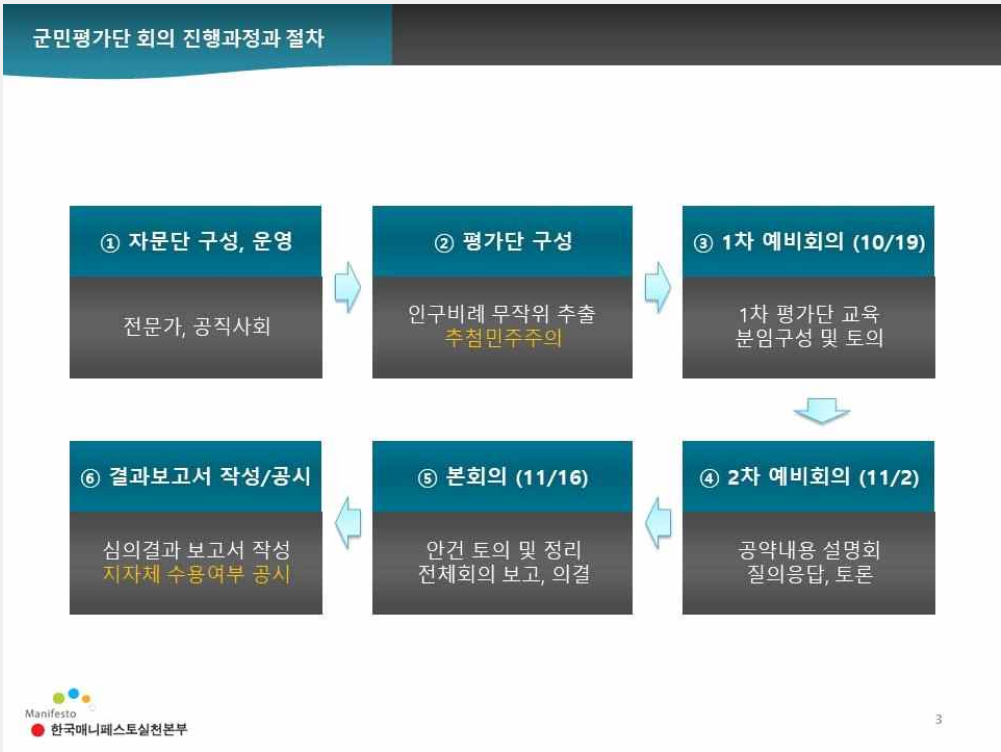 군민평가단 회의 진행과정과 절차
① 자문단 구성, 운영
전문가, 공직사회
② 평가단 구성
인구비례 무작위 추출
추첨민주주의
③ 1차 예비회의 (10/19)
1차 평가단 교육
분임구성 및 토의
④ 2차 예비회의 (11/2)
공약내용 설명회
질의응답, 토론
⑤ 본회의 (11/16)
안건 토의 및 정리
전체회의 보고, 의결
⑥ 결과보고서 작성/공시
심의결과 보고서 작성
지자체 수용여부 공시
Manifesto
한국매니페스토실천본부
3